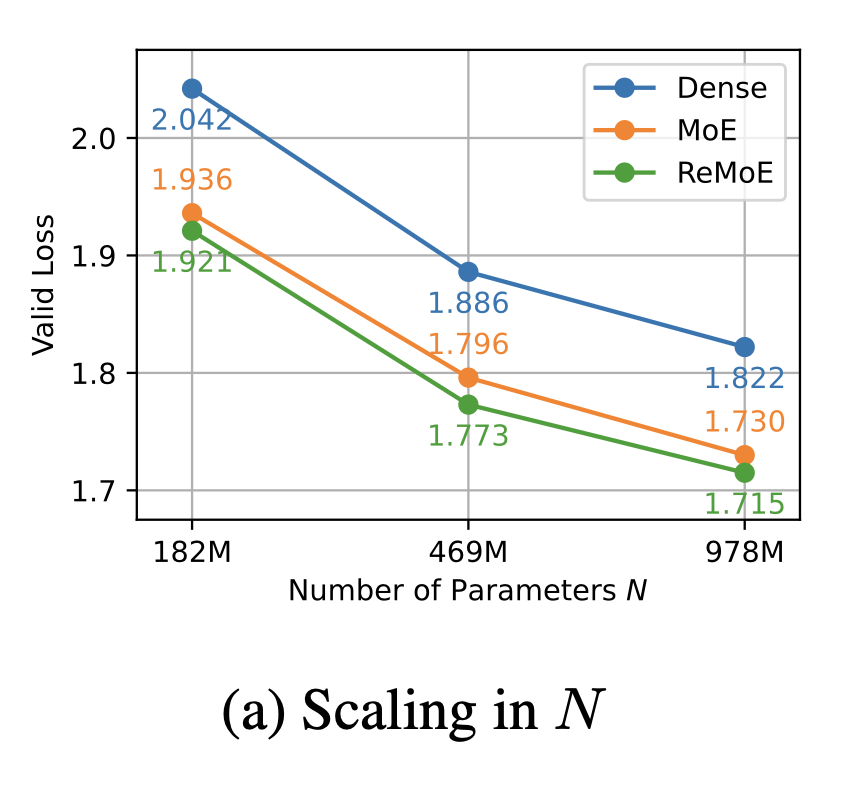 Dense
MoE
ReMoE
2.042
2.0
1.936
1.9
1.921
1.886
1.796
1.8
1.822
1.773
1.730
1.7
1.715
Valid Loss
182M 469M 978M
Number of Parameters N
(a) Scaling in N